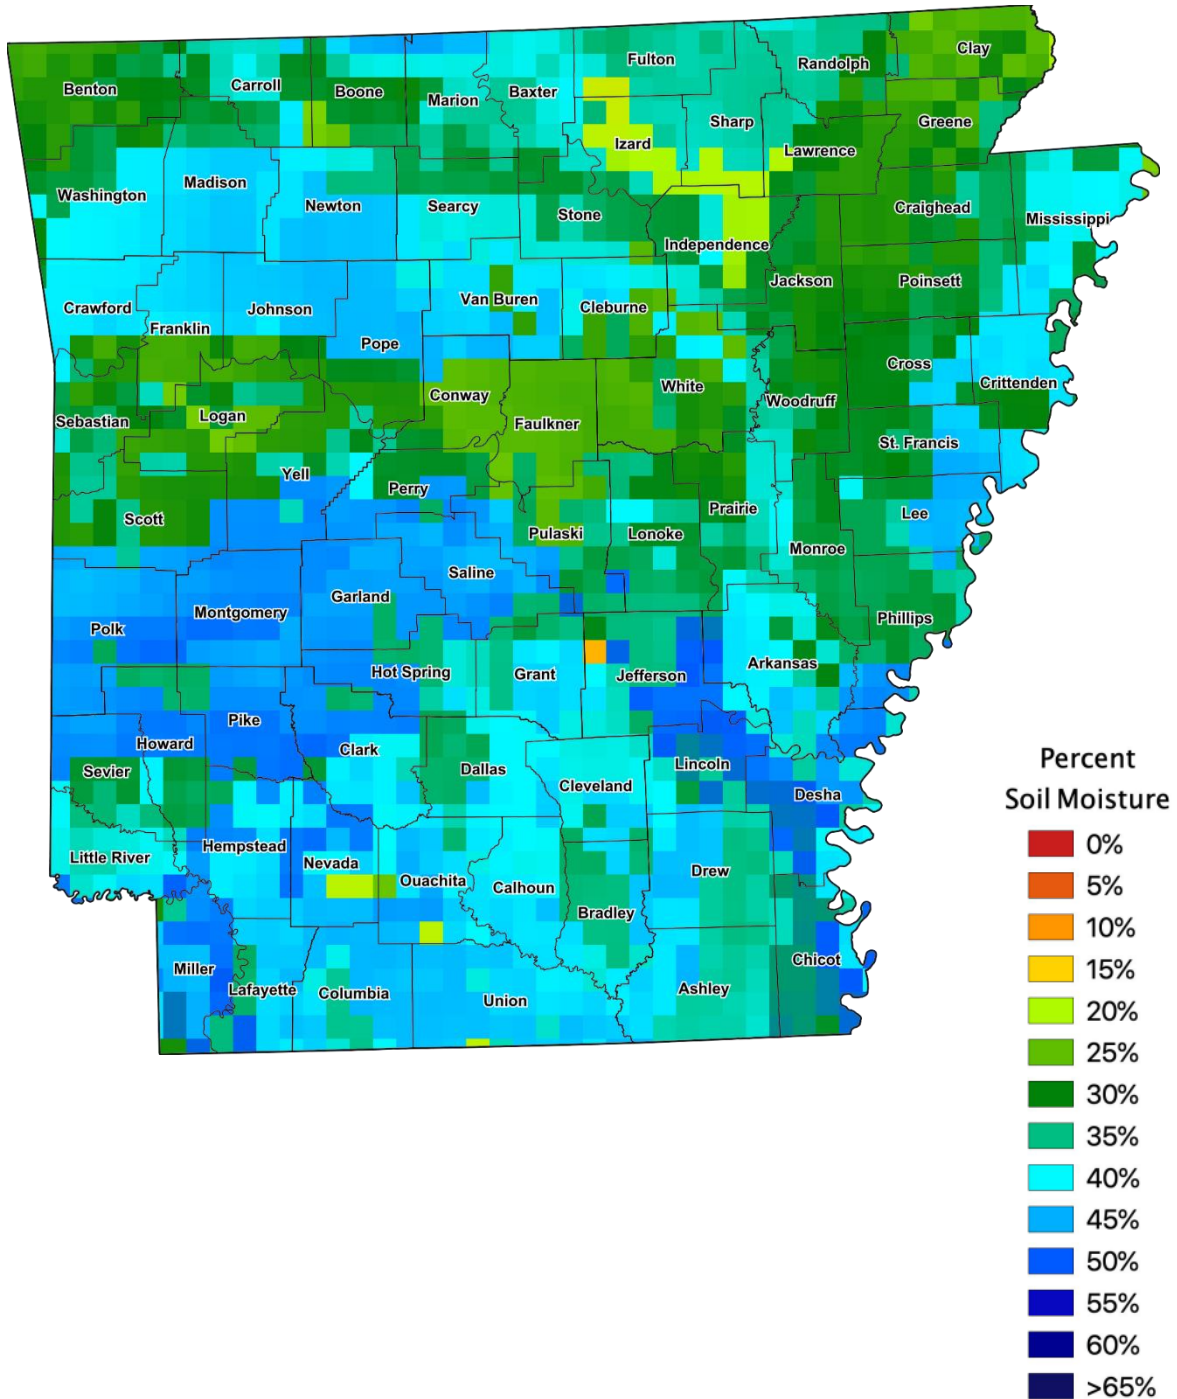 Clay
Fulton
Randolph
Benton
Carroll
Boone
Marion
Baxter
Sharp
Greene
Izard
Lawrence
Washington
Madison
Newton
Searcy
Stone
Craighead
Mississippi
Independence
Crawford
Johnson
Van Buren
Cleburne
Jackson
Poinsett
Franklin
Pope
Cross
Crittenden
Conway
White
Woodruff
Sebastian
Logan
Faulkner
St. Francis
Yell
Perry
Prairie
Lee
Scott
Pulaski
Lonoke
Monroe
Saline
Garland
Montgomery
Polk
Phillips
Hot Spring
Grant
Jefferson
Arkansas
Pike
Howard
Clark
Sevier
Dallas
Cleveland
Lincoln
Desha
Little River
Hempstead
Nevada
Ouachita
Calhoun
Drew
Bradley
Miller
Lafayette
Columbia
Union
Ashley
Chicot
Percent
Soil Moisture
0%
5%
10%
15%
20%
25%
30%
35%
40%
45%
50%
55%
60%
>65%